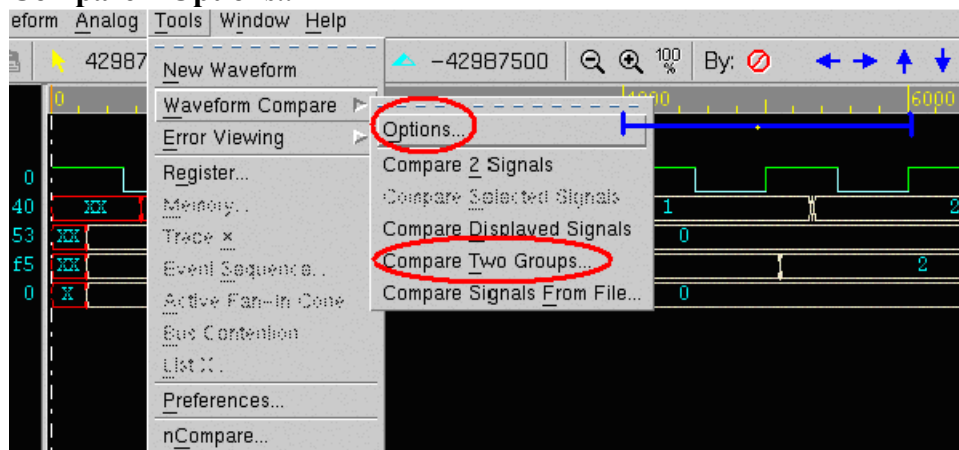 eform Analog Tools Window Help
42987 -42987500 100 % By:
New Waveform
0 6000
Waveform Compare
Options...
Error Viewing
Compare 2 Signals
0 Register...
Compare Selected Signals
40 XX Memory... 1 2
Compare Displayed Signals
53 XX Trace X 0
Compare Two Groups...
f5 XX Event Sequence... 2
Compare Signals From File...
0 X Active Fan-In Cone 0
Bus Contention
List X...
Preferences...
nCompare...